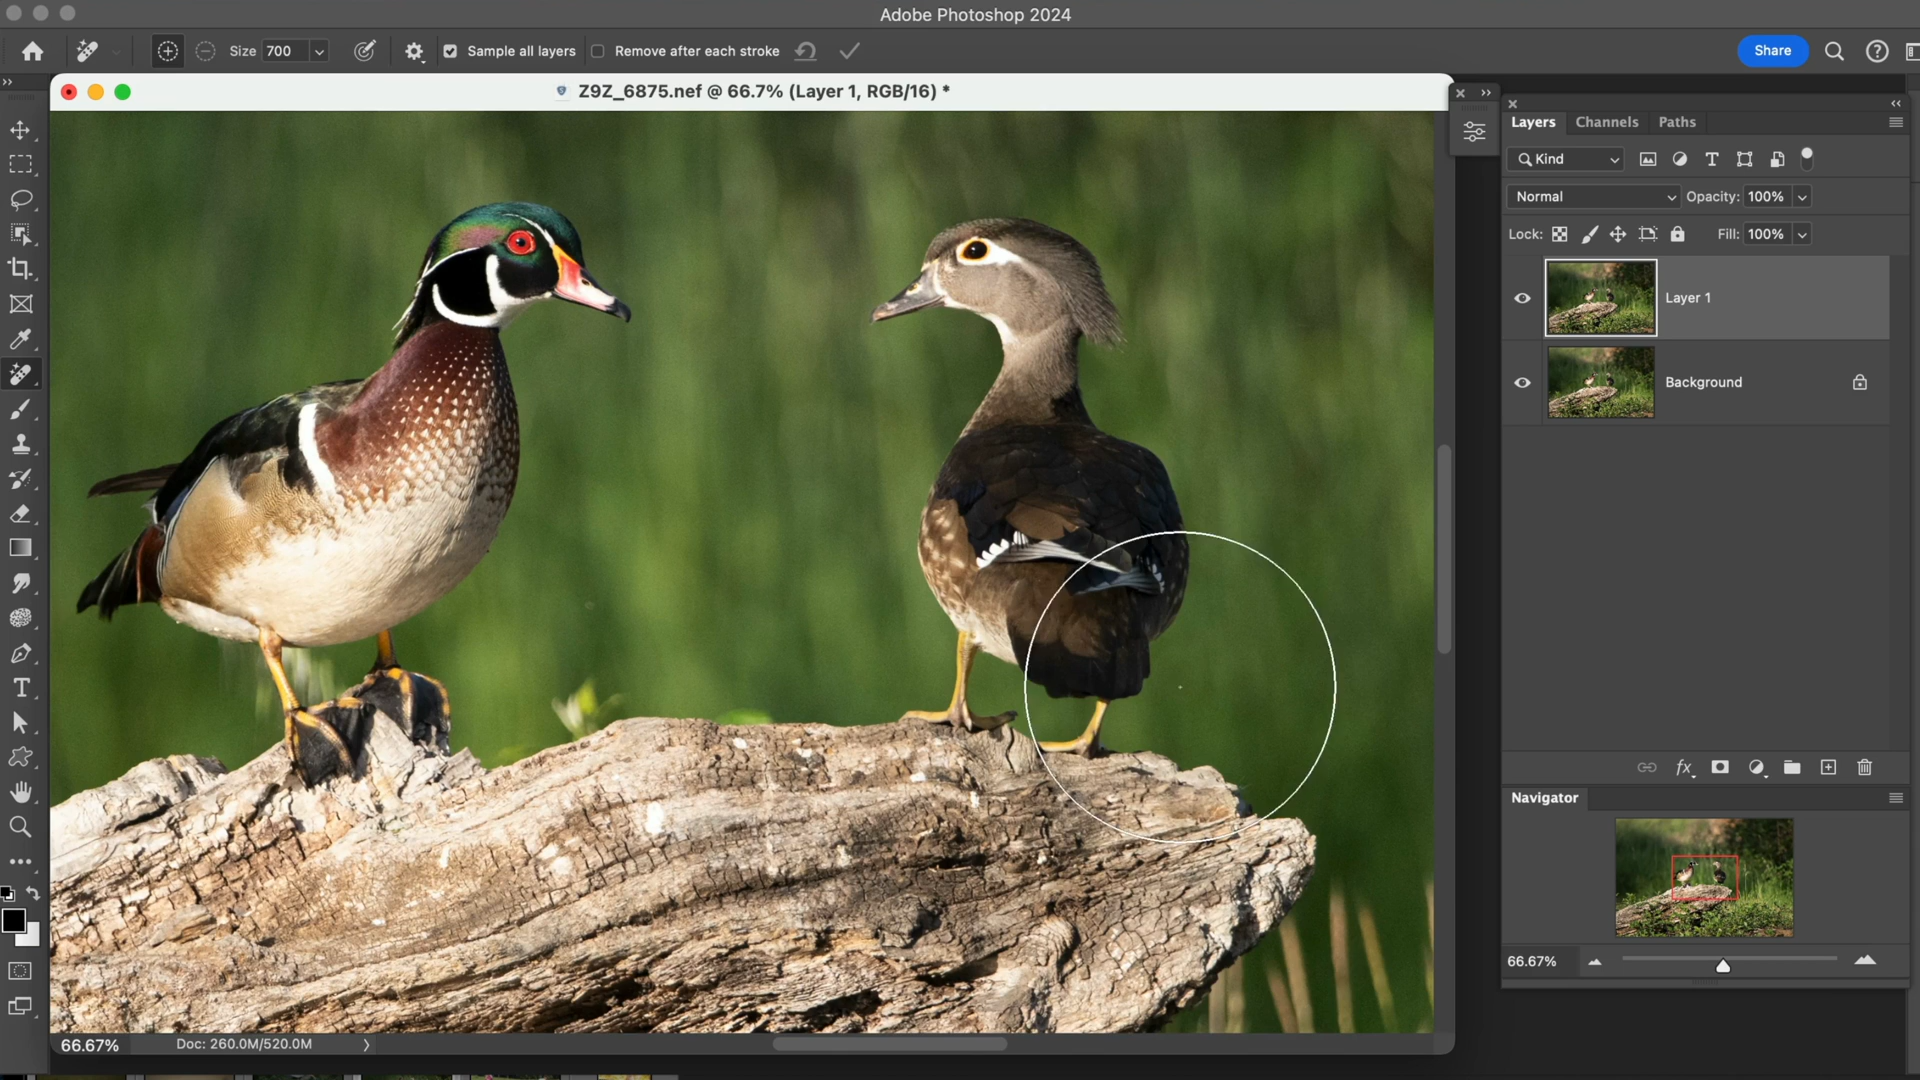 Adobe Photoshop 2024
Size 700 Sample all layers Remove after each stroke Share
Z9Z_6875.nef @ 66.7% (Layer 1, RGB/16) *
Layers Channels Paths
Kind
Normal Opacity: 100%
Lock: Fill: 100%
Layer 1
Background
fx
Navigator
66.67%
66.67% Doc: 260.0M/520.0M